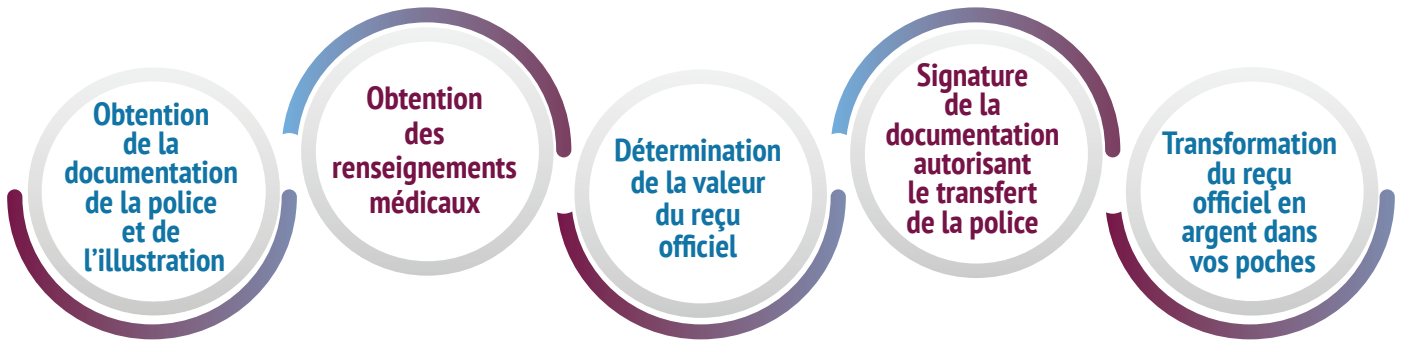 Obtention
de la
documentation
de la police
et de
l’illustration
Obtention
des
renseignements
médicaux
Détermination
de la valeur
du reçu
officiel
Signature
de la
documentation
autorisant
le transfert
de la police
Transformation
du reçu
officiel en
argent dans
vos poches